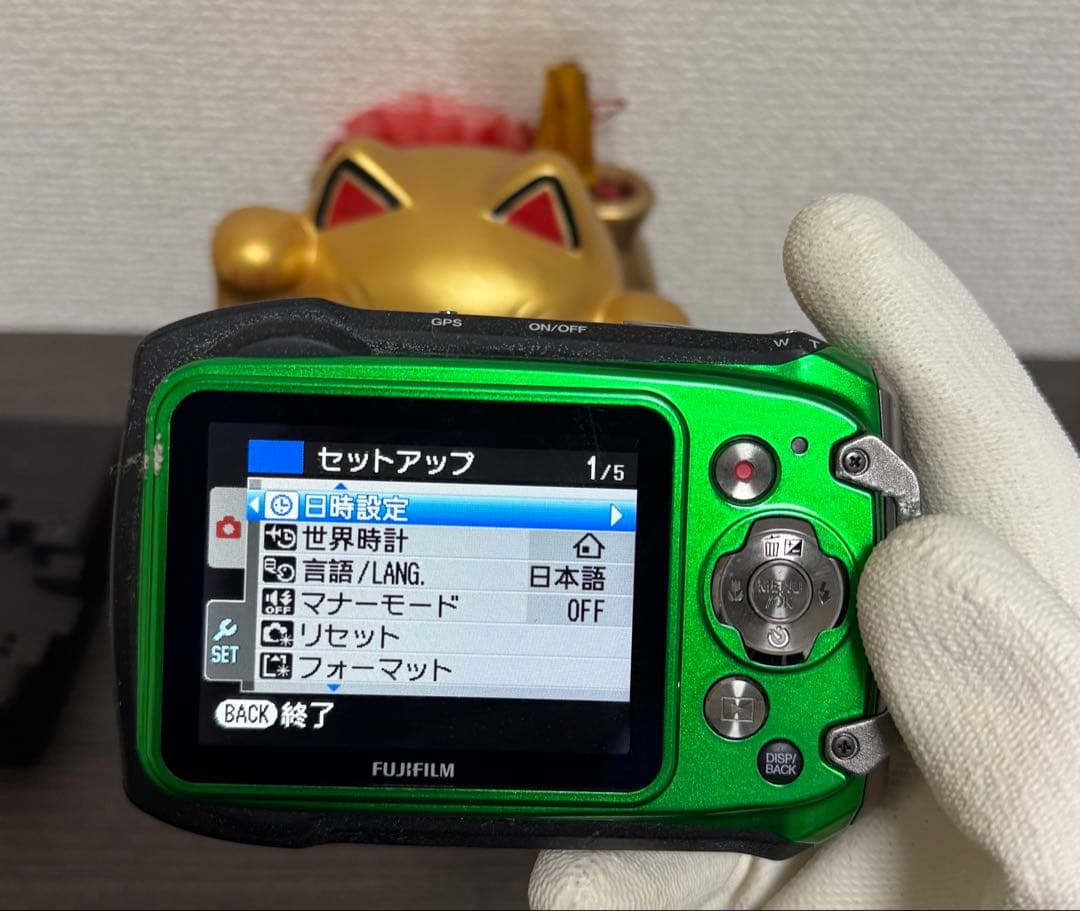 GPS
ON/OFF
W T
セットアップ 1/5
日時設定
世界時計
言語/LANG. 日本語
OFF マナーモード OFF
リセット
フォーマット
SET
BACK 終了
MENU
/OK
DISP/
BACK
FUJIFILM